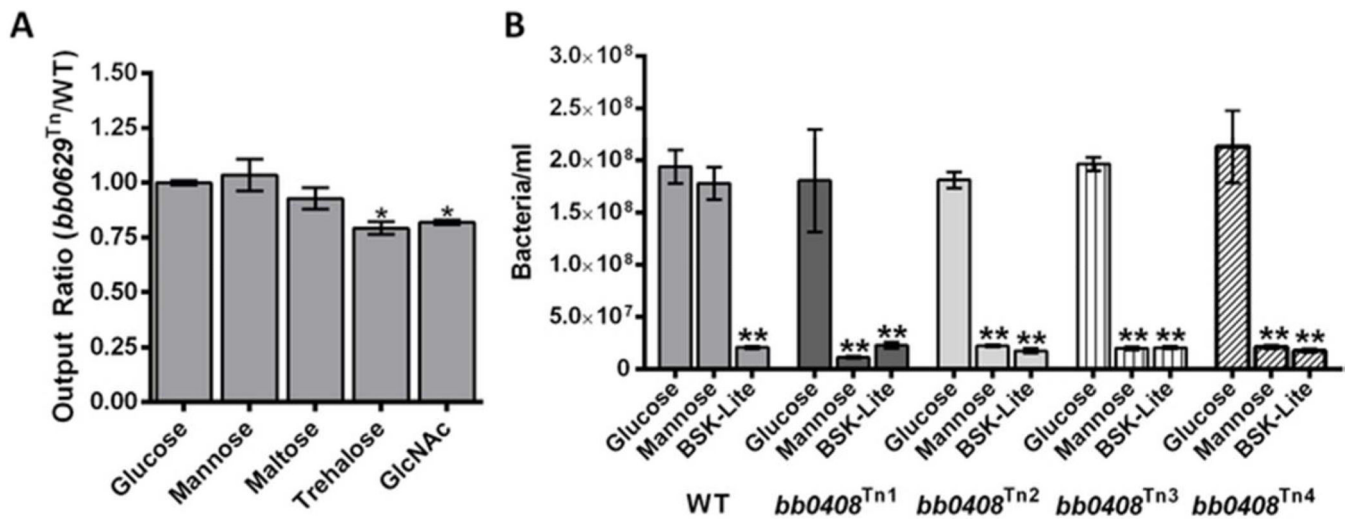 A
Output Ratio (bb0629Tn/WT)
1.50
1.25
1.00
0.75
0.50
0.25
0.00
* *
Glucose
Mannose
Maltose
Trehalose
GlcNAc
B
Bacteria/ml
3.0×10⁸
2.5×10⁸
2.0×10⁸
1.5×10⁸
1.0×10⁸
5.0×10⁷
0
** ** ** ** ** ** ** ** **
Glucose Mannose BSK-Lite Glucose Mannose BSK-Lite Glucose Mannose BSK-Lite Glucose Mannose BSK-Lite Glucose Mannose BSK-Lite
WT bb0408Tn1 bb0408Tn2 bb0408Tn3 bb0408Tn4